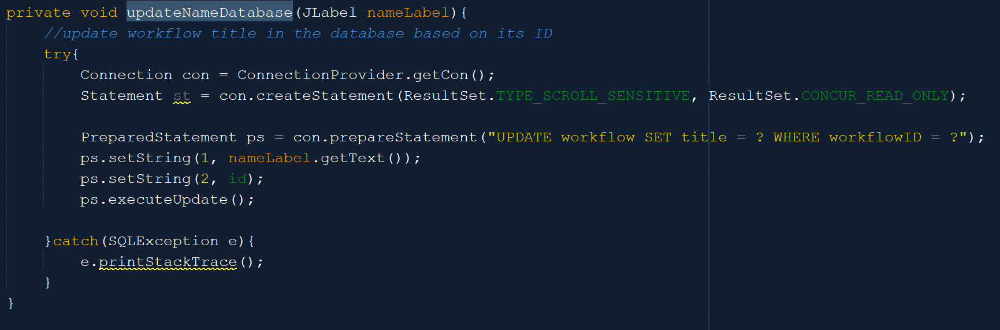 private void updateNameDatabase(JLabel nameLabel){
    //update workflow title in the database based on its ID
    try{
        Connection con = ConnectionProvider.getCon();
        Statement st = con.createStatement(ResultSet.TYPE_SCROLL_SENSITIVE, ResultSet.CONCUR_READ_ONLY);
        PreparedStatement ps = con.prepareStatement("UPDATE workflow SET title = ? WHERE workflowID = ?");
        ps.setString(1, nameLabel.getText());
        ps.setString(2, id);
        ps.executeUpdate();
    }catch(SQLException e){
        e.printStackTrace();
    }
}